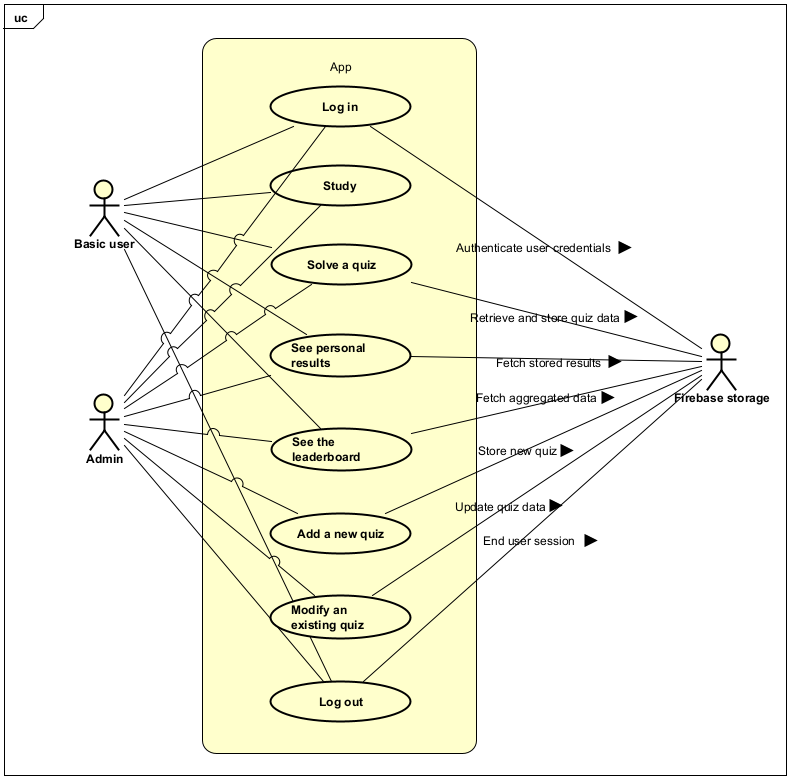 uc
App
Log in
Study
Basic user
Authenticate user credentials
Solve a quiz
Retrieve and store quiz data
See personal
results
Fetch stored results
Firebase storage
Fetch aggregated data
Admin
See the
leaderboard
Store new quiz
Add a new quiz
Update quiz data
End user session
Modify an
existing quiz
Log out